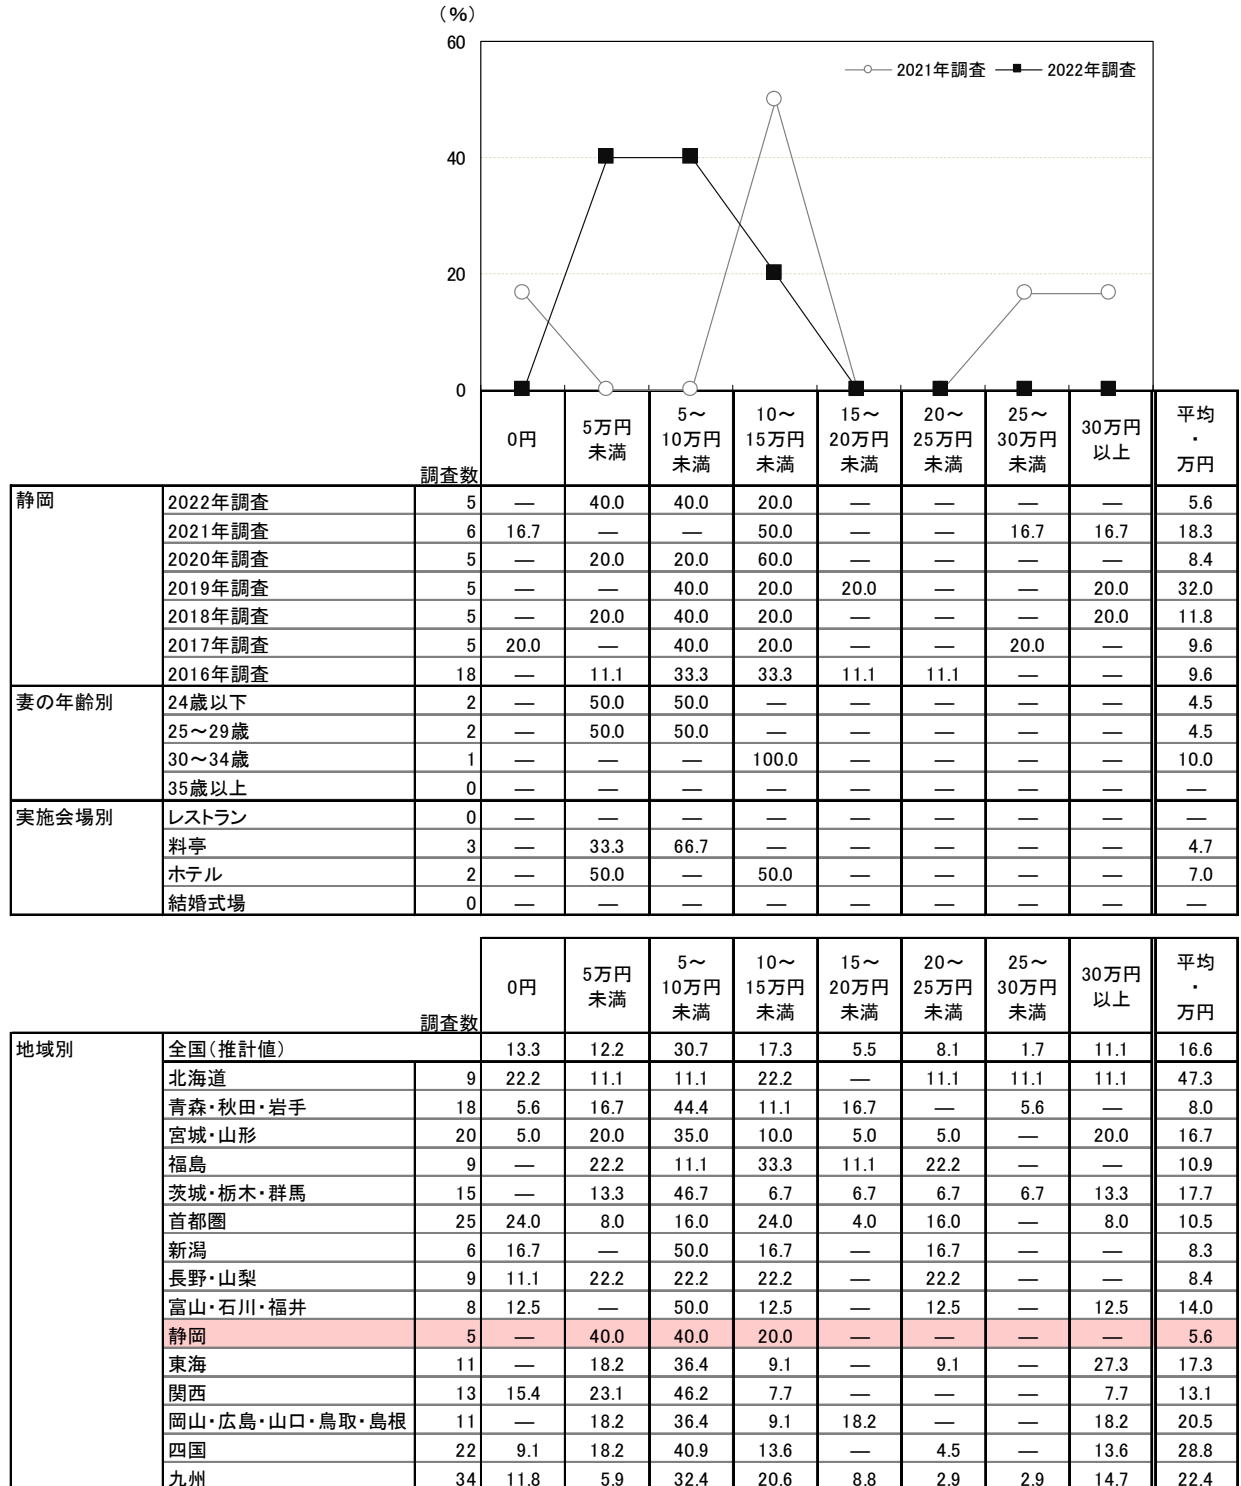 （％）
60
2021年調査 2022年調査
40
20
0
調査数 0円 5万円未満 5～10万円未満 10～15万円未満 15～20万円未満 20～25万円未満 25～30万円未満 30万円以上 平均・万円
静岡 2022年調査 5 ― 40.0 40.0 20.0 ― ― ― ― 5.6
2021年調査 6 16.7 ― ― 50.0 ― ― 16.7 16.7 18.3
2020年調査 5 ― 20.0 20.0 60.0 ― ― ― ― 8.4
2019年調査 5 ― ― 40.0 20.0 20.0 ― ― 20.0 32.0
2018年調査 5 ― 20.0 40.0 20.0 ― ― ― 20.0 11.8
2017年調査 5 20.0 ― 40.0 20.0 ― ― 20.0 ― 9.6
2016年調査 18 ― 11.1 33.3 33.3 11.1 11.1 ― ― 9.6
妻の年齢別 24歳以下 2 ― 50.0 50.0 ― ― ― ― ― 4.5
25～29歳 2 ― 50.0 50.0 ― ― ― ― ― 4.5
30～34歳 1 ― ― ― 100.0 ― ― ― ― 10.0
35歳以上 0 ― ― ― ― ― ― ― ― ―
実施会場別 レストラン 0 ― ― ― ― ― ― ― ― ―
料亭 3 ― 33.3 66.7 ― ― ― ― ― 4.7
ホテル 2 ― 50.0 ― 50.0 ― ― ― ― 7.0
結婚式場 0 ― ― ― ― ― ― ― ― ―
調査数 0円 5万円未満 5～10万円未満 10～15万円未満 15～20万円未満 20～25万円未満 25～30万円未満 30万円以上 平均・万円
地域別 全国（推計値） 13.3 12.2 30.7 17.3 5.5 8.1 1.7 11.1 16.6
北海道 9 22.2 11.1 11.1 22.2 ― 11.1 11.1 11.1 47.3
青森・秋田・岩手 18 5.6 16.7 44.4 11.1 16.7 ― 5.6 ― 8.0
宮城・山形 20 5.0 20.0 35.0 10.0 5.0 5.0 ― 20.0 16.7
福島 9 ― 22.2 11.1 33.3 11.1 22.2 ― ― 10.9
茨城・栃木・群馬 15 ― 13.3 46.7 6.7 6.7 6.7 6.7 13.3 17.7
首都圏 25 24.0 8.0 16.0 24.0 4.0 16.0 ― 8.0 10.5
新潟 6 16.7 ― 50.0 16.7 ― 16.7 ― ― 8.3
長野・山梨 9 11.1 22.2 22.2 22.2 ― 22.2 ― ― 8.4
富山・石川・福井 8 12.5 ― 50.0 12.5 ― 12.5 ― 12.5 14.0
静岡 5 ― 40.0 40.0 20.0 ― ― ― ― 5.6
東海 11 ― 18.2 36.4 9.1 ― 9.1 ― 27.3 17.3
関西 13 15.4 23.1 46.2 7.7 ― ― ― 7.7 13.1
岡山・広島・山口・鳥取・島根 11 ― 18.2 36.4 9.1 18.2 ― ― 18.2 20.5
四国 22 9.1 18.2 40.9 13.6 ― 4.5 ― 13.6 28.8
九州 34 11.8 5.9 32.4 20.6 8.8 2.9 2.9 14.7 22.4